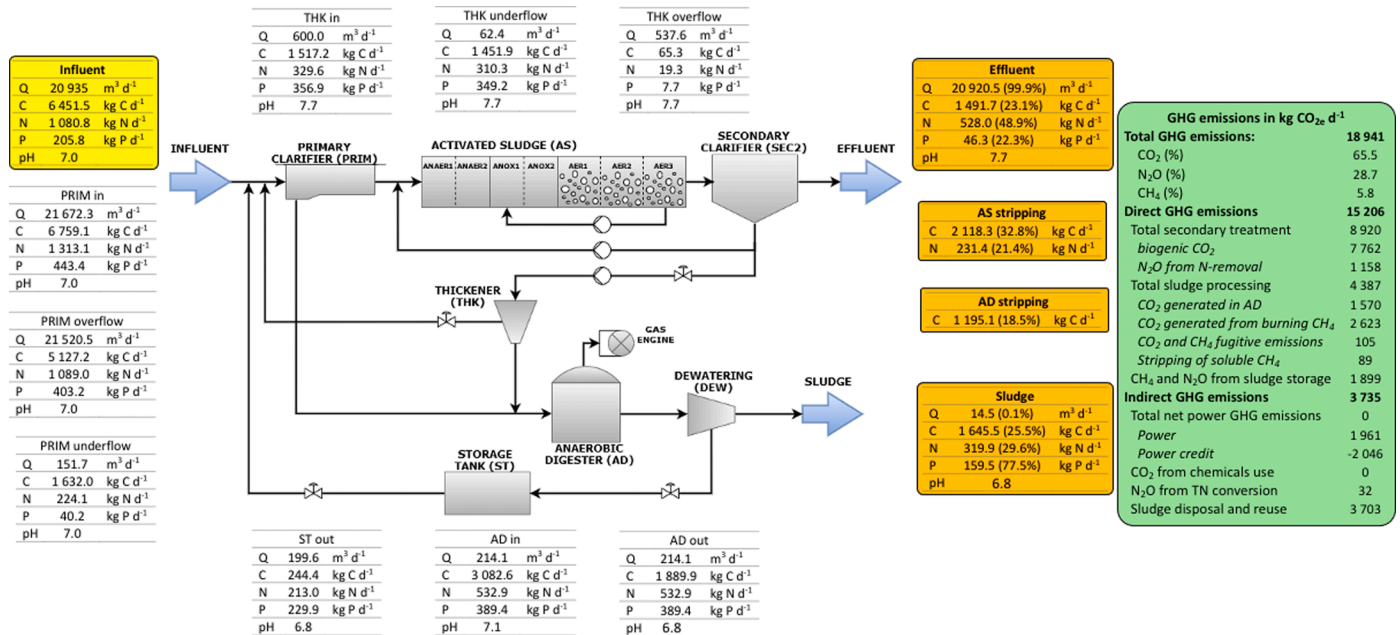 THK in
Q 600.0 m³ d⁻¹
C 1 517.2 kg C d⁻¹
N 329.6 kg N d⁻¹
P 356.9 kg P d⁻¹
pH 7.7
THK underflow
Q 62.4 m³ d⁻¹
C 1 451.9 kg C d⁻¹
N 310.3 kg N d⁻¹
P 349.2 kg P d⁻¹
pH 7.7
THK overflow
Q 537.6 m³ d⁻¹
C 65.3 kg C d⁻¹
N 19.3 kg N d⁻¹
P 7.7 kg P d⁻¹
pH 7.7
Influent
Q 20 935 m³ d⁻¹
C 6 451.5 kg C d⁻¹
N 1 080.8 kg N d⁻¹
P 205.8 kg P d⁻¹
pH 7.0
PRIM in
Q 21 672.3 m³ d⁻¹
C 6 759.1 kg C d⁻¹
N 1 313.1 kg N d⁻¹
P 443.4 kg P d⁻¹
pH 7.0
PRIM overflow
Q 21 520.5 m³ d⁻¹
C 5 127.2 kg C d⁻¹
N 1 089.0 kg N d⁻¹
P 403.2 kg P d⁻¹
pH 7.0
PRIM underflow
Q 151.7 m³ d⁻¹
C 1 632.0 kg C d⁻¹
N 224.1 kg N d⁻¹
P 40.2 kg P d⁻¹
pH 7.0
INFLUENT
PRIMARY
CLARIFIER (PRIM)
ACTIVATED SLUDGE (AS)
ANAER1 ANAER2 ANOX1 ANOX2 AER1 AER2 AER3
SECONDARY
CLARIFIER (SEC2)
EFFLUENT
THICKENER
(THK)
GAS
ENGINE
DEWATERING
(DEW)
SLUDGE
ANAEROBIC
DIGESTER (AD)
STORAGE
TANK (ST)
ST out
Q 199.6 m³ d⁻¹
C 244.4 kg C d⁻¹
N 213.0 kg N d⁻¹
P 229.9 kg P d⁻¹
pH 6.8
AD in
Q 214.1 m³ d⁻¹
C 3 082.6 kg C d⁻¹
N 532.9 kg N d⁻¹
P 389.4 kg P d⁻¹
pH 7.1
AD out
Q 214.1 m³ d⁻¹
C 1 889.9 kg C d⁻¹
N 532.9 kg N d⁻¹
P 389.4 kg P d⁻¹
pH 6.8
Effluent
Q 20 920.5 (99.9%) m³ d⁻¹
C 1 491.7 (23.1%) kg C d⁻¹
N 528.0 (48.9%) kg N d⁻¹
P 46.3 (22.3%) kg P d⁻¹
pH 7.7
AS stripping
C 2 118.3 (32.8%) kg C d⁻¹
N 231.4 (21.4%) kg N d⁻¹
AD stripping
C 1 195.1 (18.5%) kg C d⁻¹
Sludge
Q 14.5 (0.1%) m³ d⁻¹
C 1 645.5 (25.5%) kg C d⁻¹
N 319.9 (29.6%) kg N d⁻¹
P 159.5 (77.5%) kg P d⁻¹
pH 6.8
GHG emissions in kg CO₂ₑ d⁻¹
Total GHG emissions: 18 941
CO₂ (%) 65.5
N₂O (%) 28.7
CH₄ (%) 5.8
Direct GHG emissions 15 206
Total secondary treatment 8 920
biogenic CO₂ 7 762
N₂O from N-removal 1 158
Total sludge processing 4 387
CO₂ generated in AD 1 570
CO₂ generated from burning CH₄ 2 623
CO₂ and CH₄ fugitive emissions 105
Stripping of soluble CH₄ 89
CH₄ and N₂O from sludge storage 1 899
Indirect GHG emissions 3 735
Total net power GHG emissions 0
Power 1 961
Power credit -2 046
CO₂ from chemicals use 0
N₂O from TN conversion 32
Sludge disposal and reuse 3 703